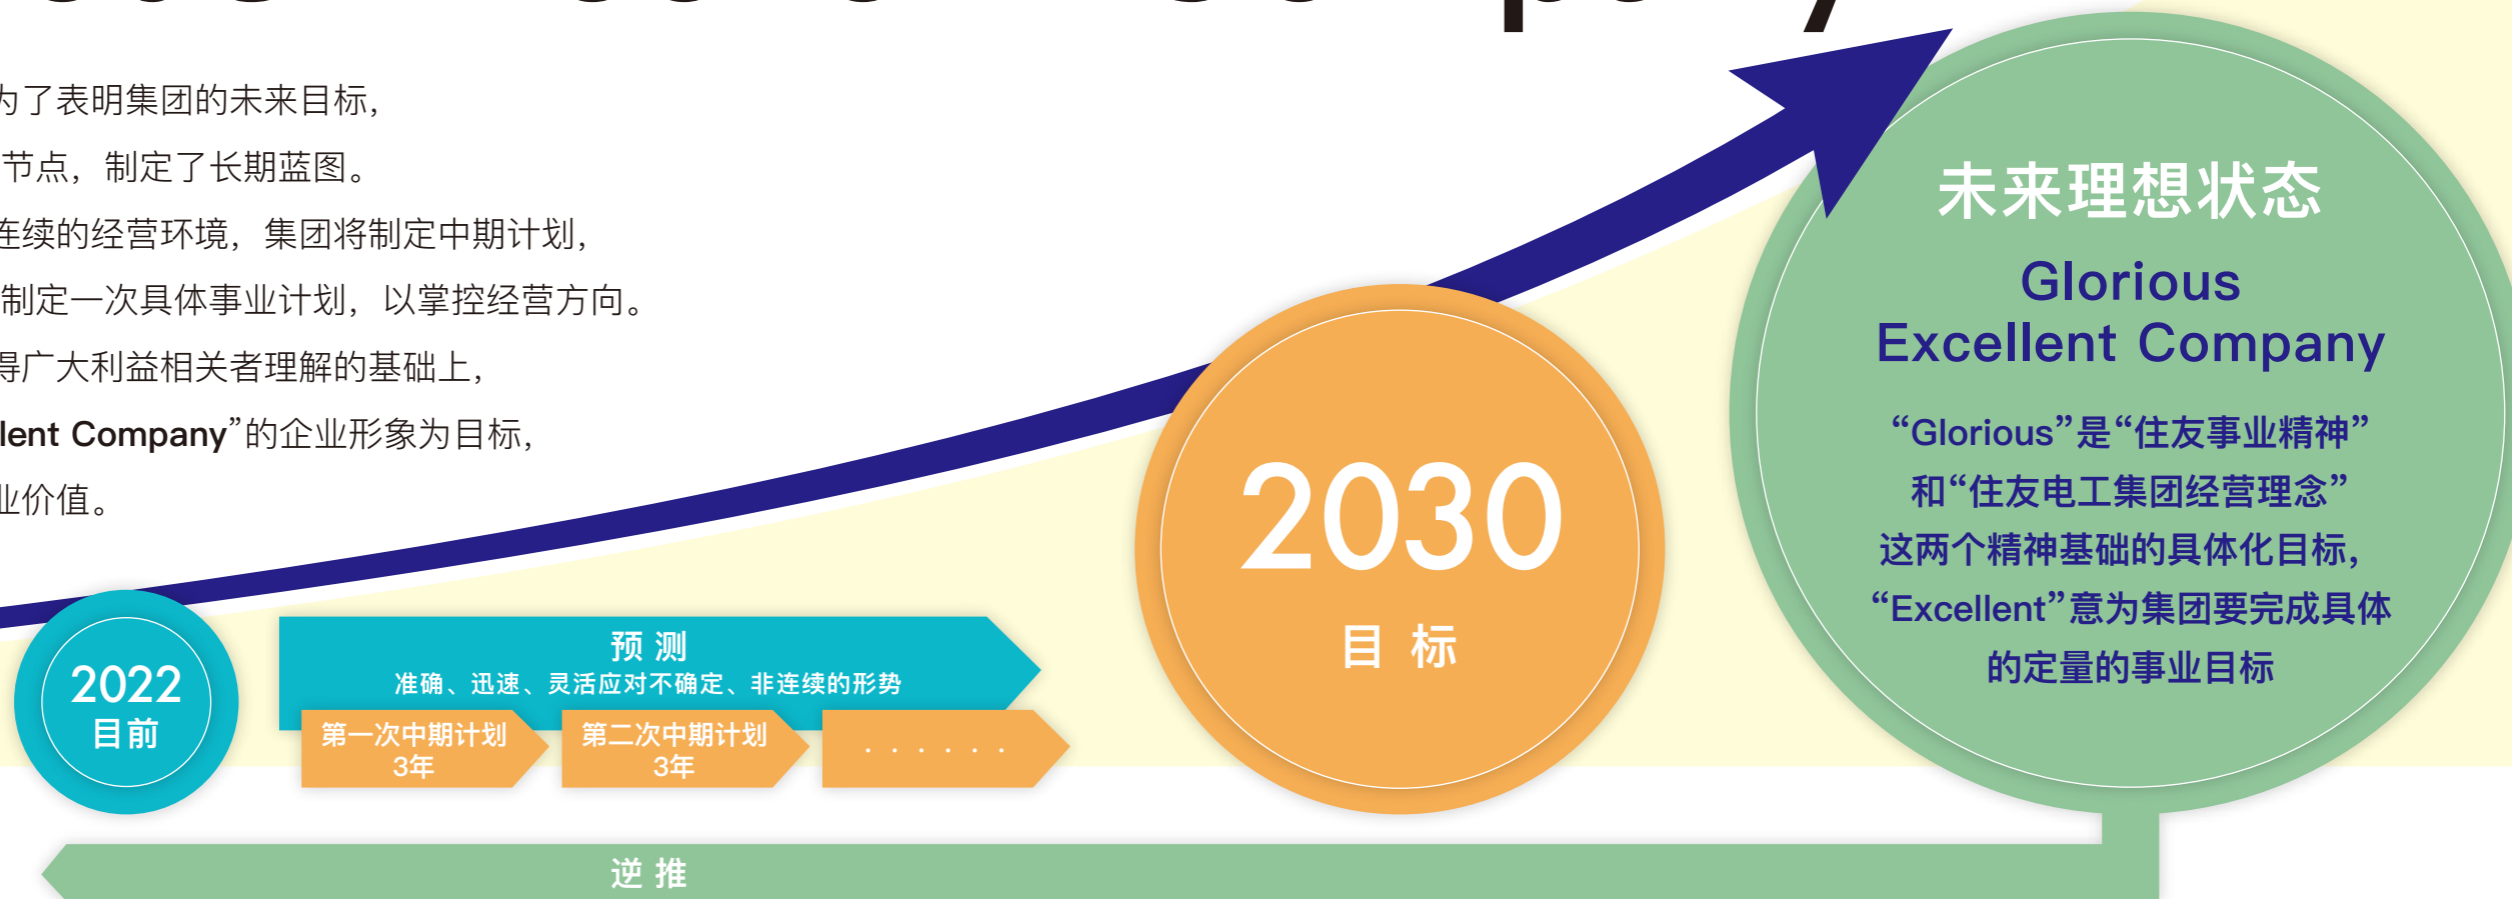 为了表明集团的未来目标，
节点，制定了长期蓝图。
连续的经营环境，集团将制定中期计划，
制定一次具体事业计划，以掌控经营方向。
得广大利益相关者理解的基础上，
lent Company”的企业形象为目标，
业价值。
2022
目前
预测
准确、迅速、灵活应对不确定、非连续的形势
第一次中期计划
3年
第二次中期计划
3年
······
2030
目标
未来理想状态
Glorious
Excellent Company
“Glorious”是“住友事业精神”
和“住友电工集团经营理念”
这两个精神基础的具体化目标，
“Excellent”意为集团要完成具体
的定量的事业目标
逆推